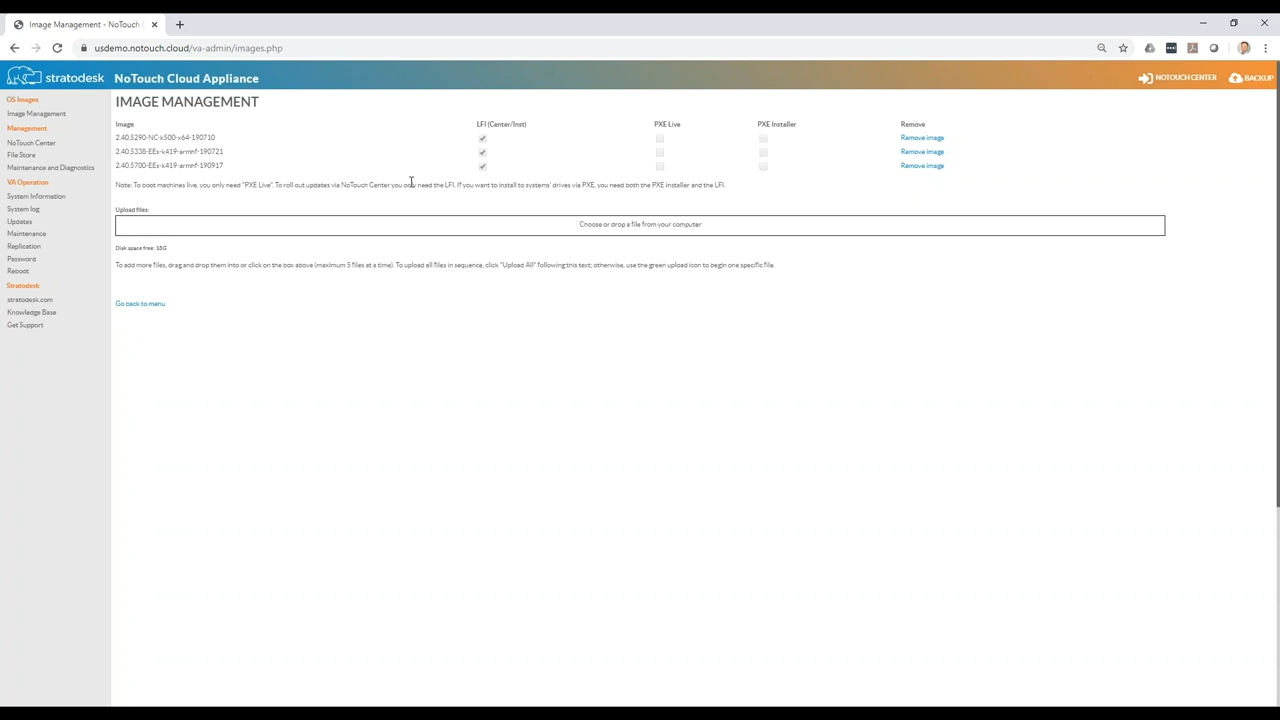 Image Management - NoTouch C
usdemo.notouch.cloud/va-admin/images.php
stratodesk NoTouch Cloud Appliance
NOTOUCH CENTER
BACKUP
OS Images
Image Management
Management
NoTouch Center
File Store
Maintenance and Diagnostics
VA Operation
System Information
System log
Updates
Maintenance
Replication
Password
Reboot
Stratodesk
stratodesk.com
Knowledge Base
Get Support
IMAGE MANAGEMENT
Image LFI (Center/Inst) PXE Live PXE Installer Remove
2.40.5290-NC-k500-x64-190710 Remove image
2.40.5338-EEs-k419-armhf-190721 Remove image
2.40.5700-EEs-k419-armhf-190917 Remove image
Note: To boot machines live, you only need "PXE Live". To roll out updates via NoTouch Center you only need the LFI. If you want to install to systems' drives via PXE, you need both the PXE installer and the LFI.
Upload files:
Choose or drop a file from your computer
Disk space free: 15G
To add more files, drag and drop them into or click on the box above (maximum 5 files at a time). To upload all files in sequence, click "Upload All" following this text; otherwise, use the green upload icon to begin one specific file.
Go back to menu